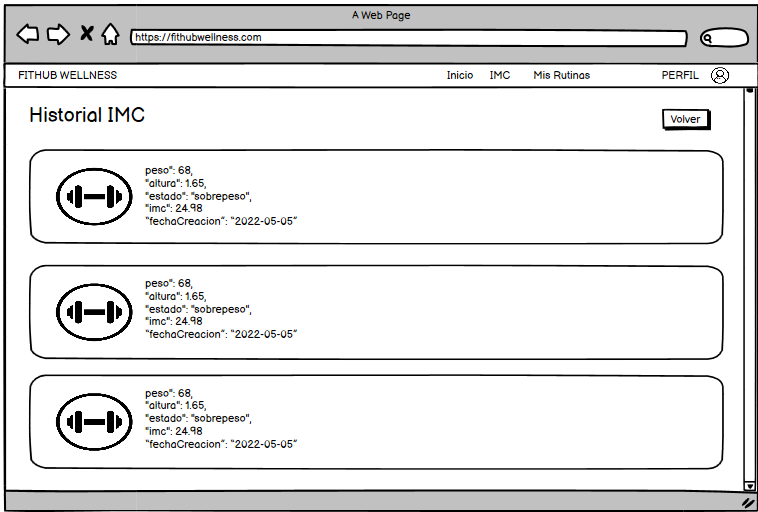 A Web Page
https://fithubwellness.com
FITHUB WELLNESS Inicio IMC Mis Rutinas PERFIL
Historial IMC
Volver
peso": 68,
"altura": 1.65,
"estado": "sobrepeso",
"imc": 24.98
"fechaCreacion": "2022-05-05"
peso": 68,
"altura": 1.65,
"estado": "sobrepeso",
"imc": 24.98
"fechaCreacion": "2022-05-05"
peso": 68,
"altura": 1.65,
"estado": "sobrepeso",
"imc": 24.98
"fechaCreacion": "2022-05-05"